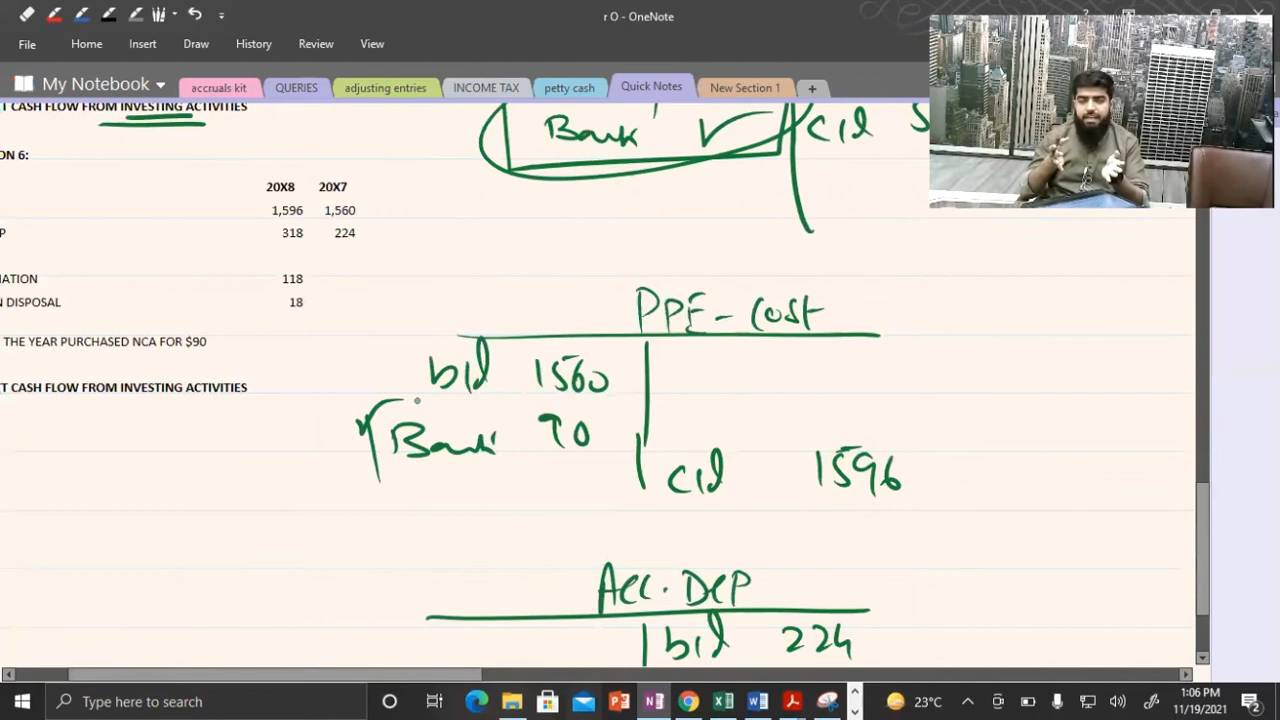 r O - OneNote
File Home Insert Draw History Review View
My Notebook accruals kit QUERIES adjusting entries INCOME TAX petty cash Quick Notes New Section 1
T CASH FLOW FROM INVESTING ACTIVITIES
Bank c/d
ON 6:
20X8 20X7
1,596 1,560
P 318 224
IATION 118
N DISPOSAL 18
THE YEAR PURCHASED NCA FOR $90
T CASH FLOW FROM INVESTING ACTIVITIES
PPE - Cost
b/d 1560
Bank 90
c/d 1596
Acc. Dep
b/d 224
Type here to search
23°C
1:06 PM
11/19/2021
2